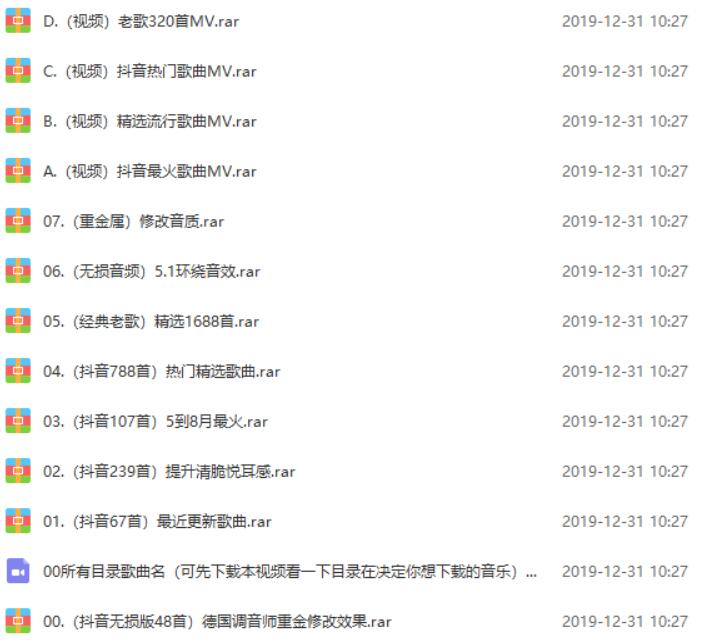 D.（视频）老歌320首MV.rar 2019-12-31 10:27
C.（视频）抖音热门歌曲MV.rar 2019-12-31 10:27
B.（视频）精选流行歌曲MV.rar 2019-12-31 10:27
A.（视频）抖音最火歌曲MV.rar 2019-12-31 10:27
07.（重金属）修改音质.rar 2019-12-31 10:27
06.（无损音频）5.1环绕音效.rar 2019-12-31 10:27
05.（经典老歌）精选1688首.rar 2019-12-31 10:27
04.（抖音788首）热门精选歌曲.rar 2019-12-31 10:27
03.（抖音107首）5到8月最火.rar 2019-12-31 10:27
02.（抖音239首）提升清脆悦耳感.rar 2019-12-31 10:27
01.（抖音67首）最近更新歌曲.rar 2019-12-31 10:27
00所有目录歌曲名（可先下载本视频看一下目录在决定你想下载的音乐）... 2019-12-31 10:27
00.（抖音无损版48首）德国调音师重金修改效果.rar 2019-12-31 10:27